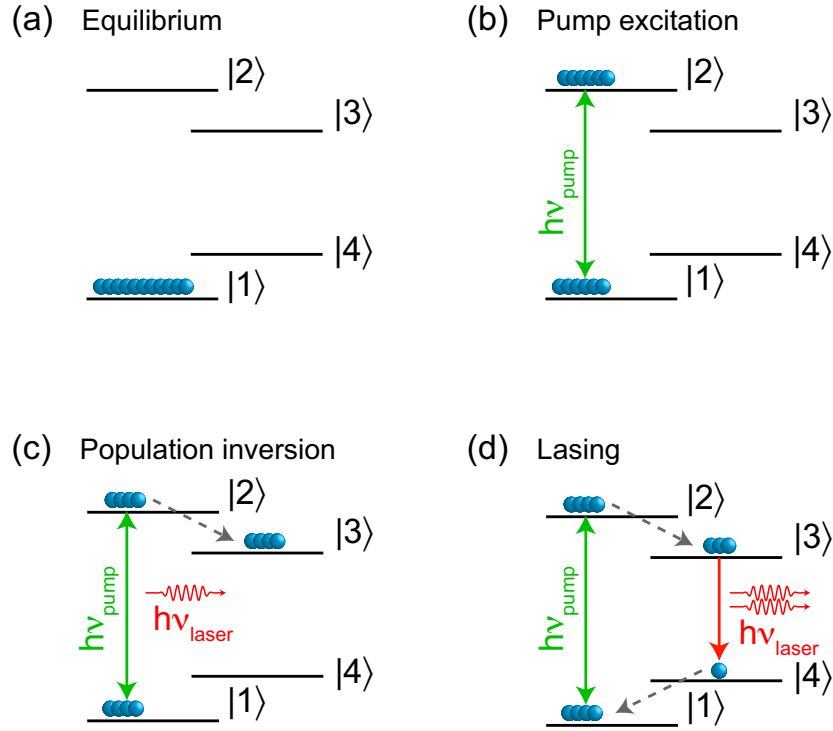 (a) Equilibrium
|2⟩
|3⟩
|4⟩
|1⟩
(b) Pump excitation
|2⟩
|3⟩
hνpump
|4⟩
|1⟩
(c) Population inversion
|2⟩
|3⟩
hνpump
hνlaser
|4⟩
|1⟩
(d) Lasing
|2⟩
|3⟩
hνpump
hνlaser
|4⟩
|1⟩